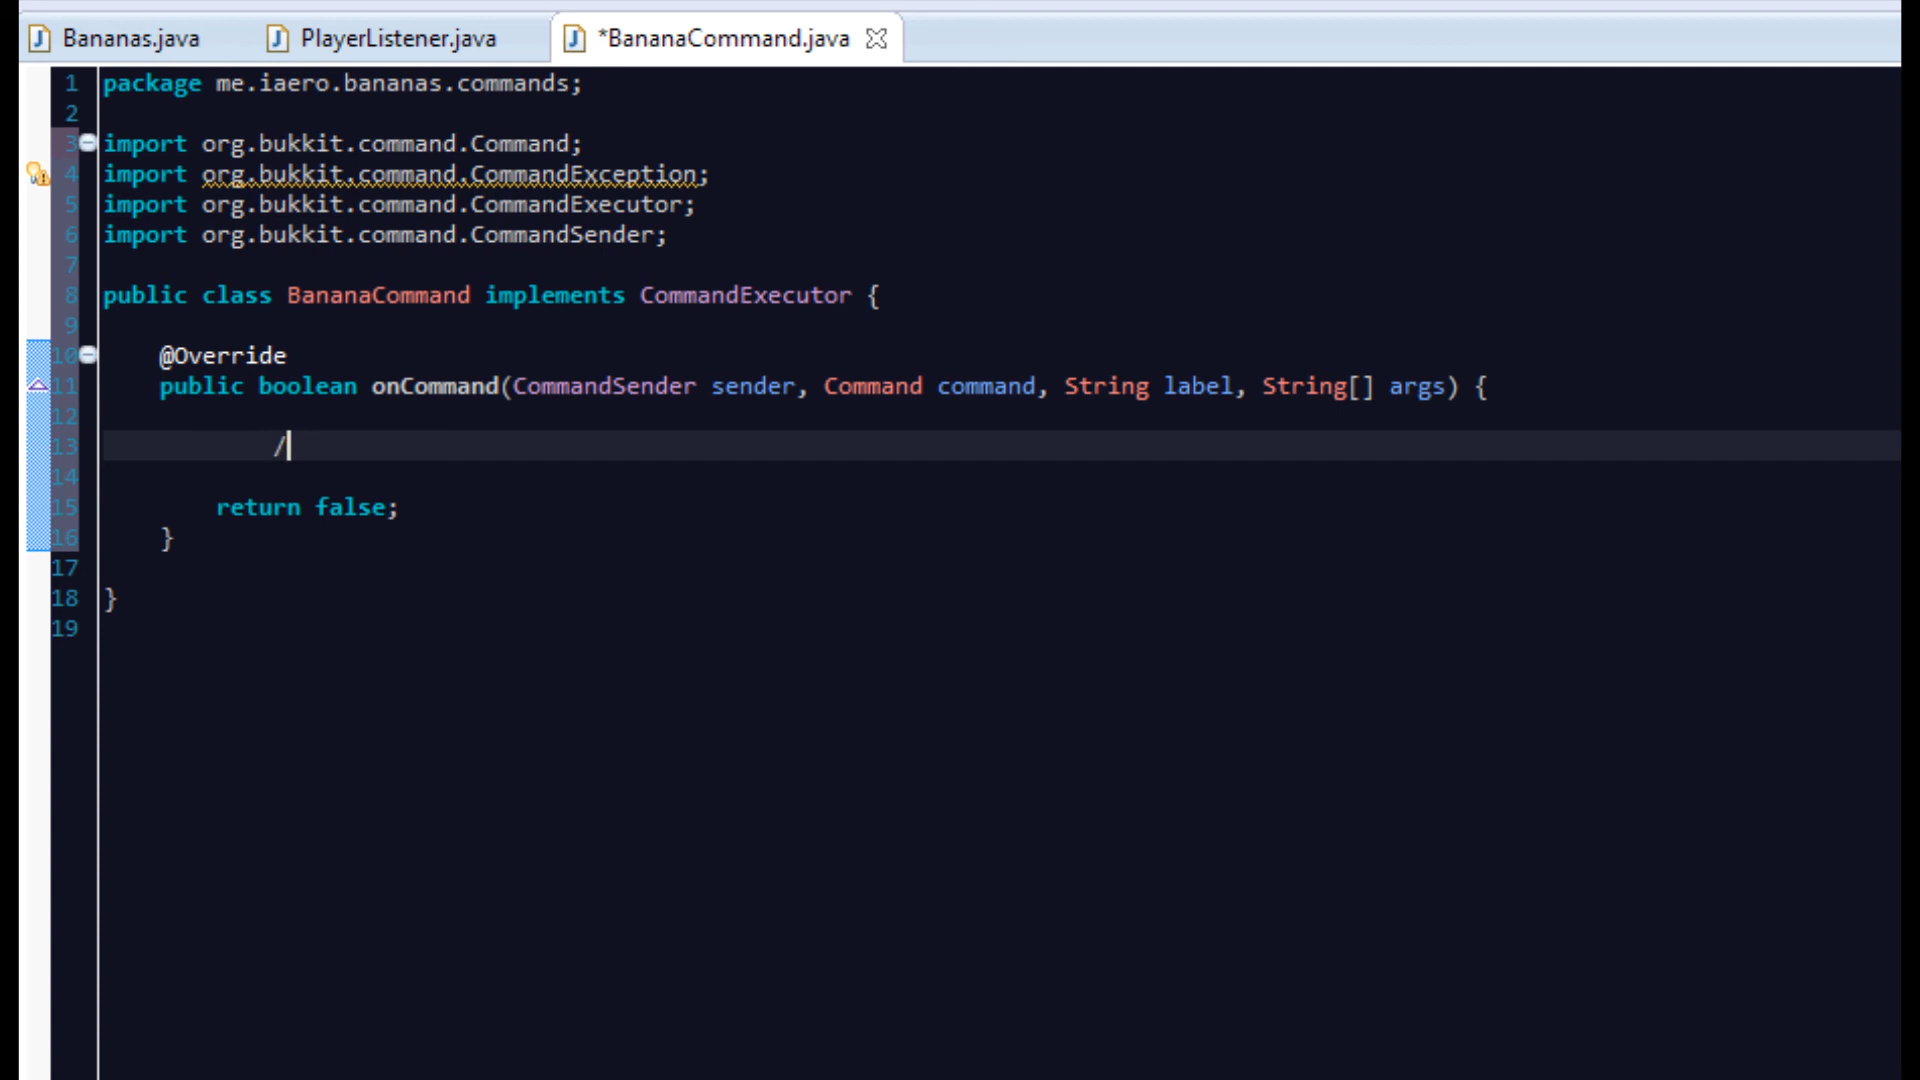 Bananas.java PlayerListener.java *BananaCommand.java
1 package me.iaero.bananas.commands;
2
3 import org.bukkit.command.Command;
4 import org.bukkit.command.CommandException;
5 import org.bukkit.command.CommandExecutor;
6 import org.bukkit.command.CommandSender;
7
8 public class BananaCommand implements CommandExecutor {
9
10 @Override
11 public boolean onCommand(CommandSender sender, Command command, String label, String[] args) {
12
13 /
14
15 return false;
16 }
17
18 }
19